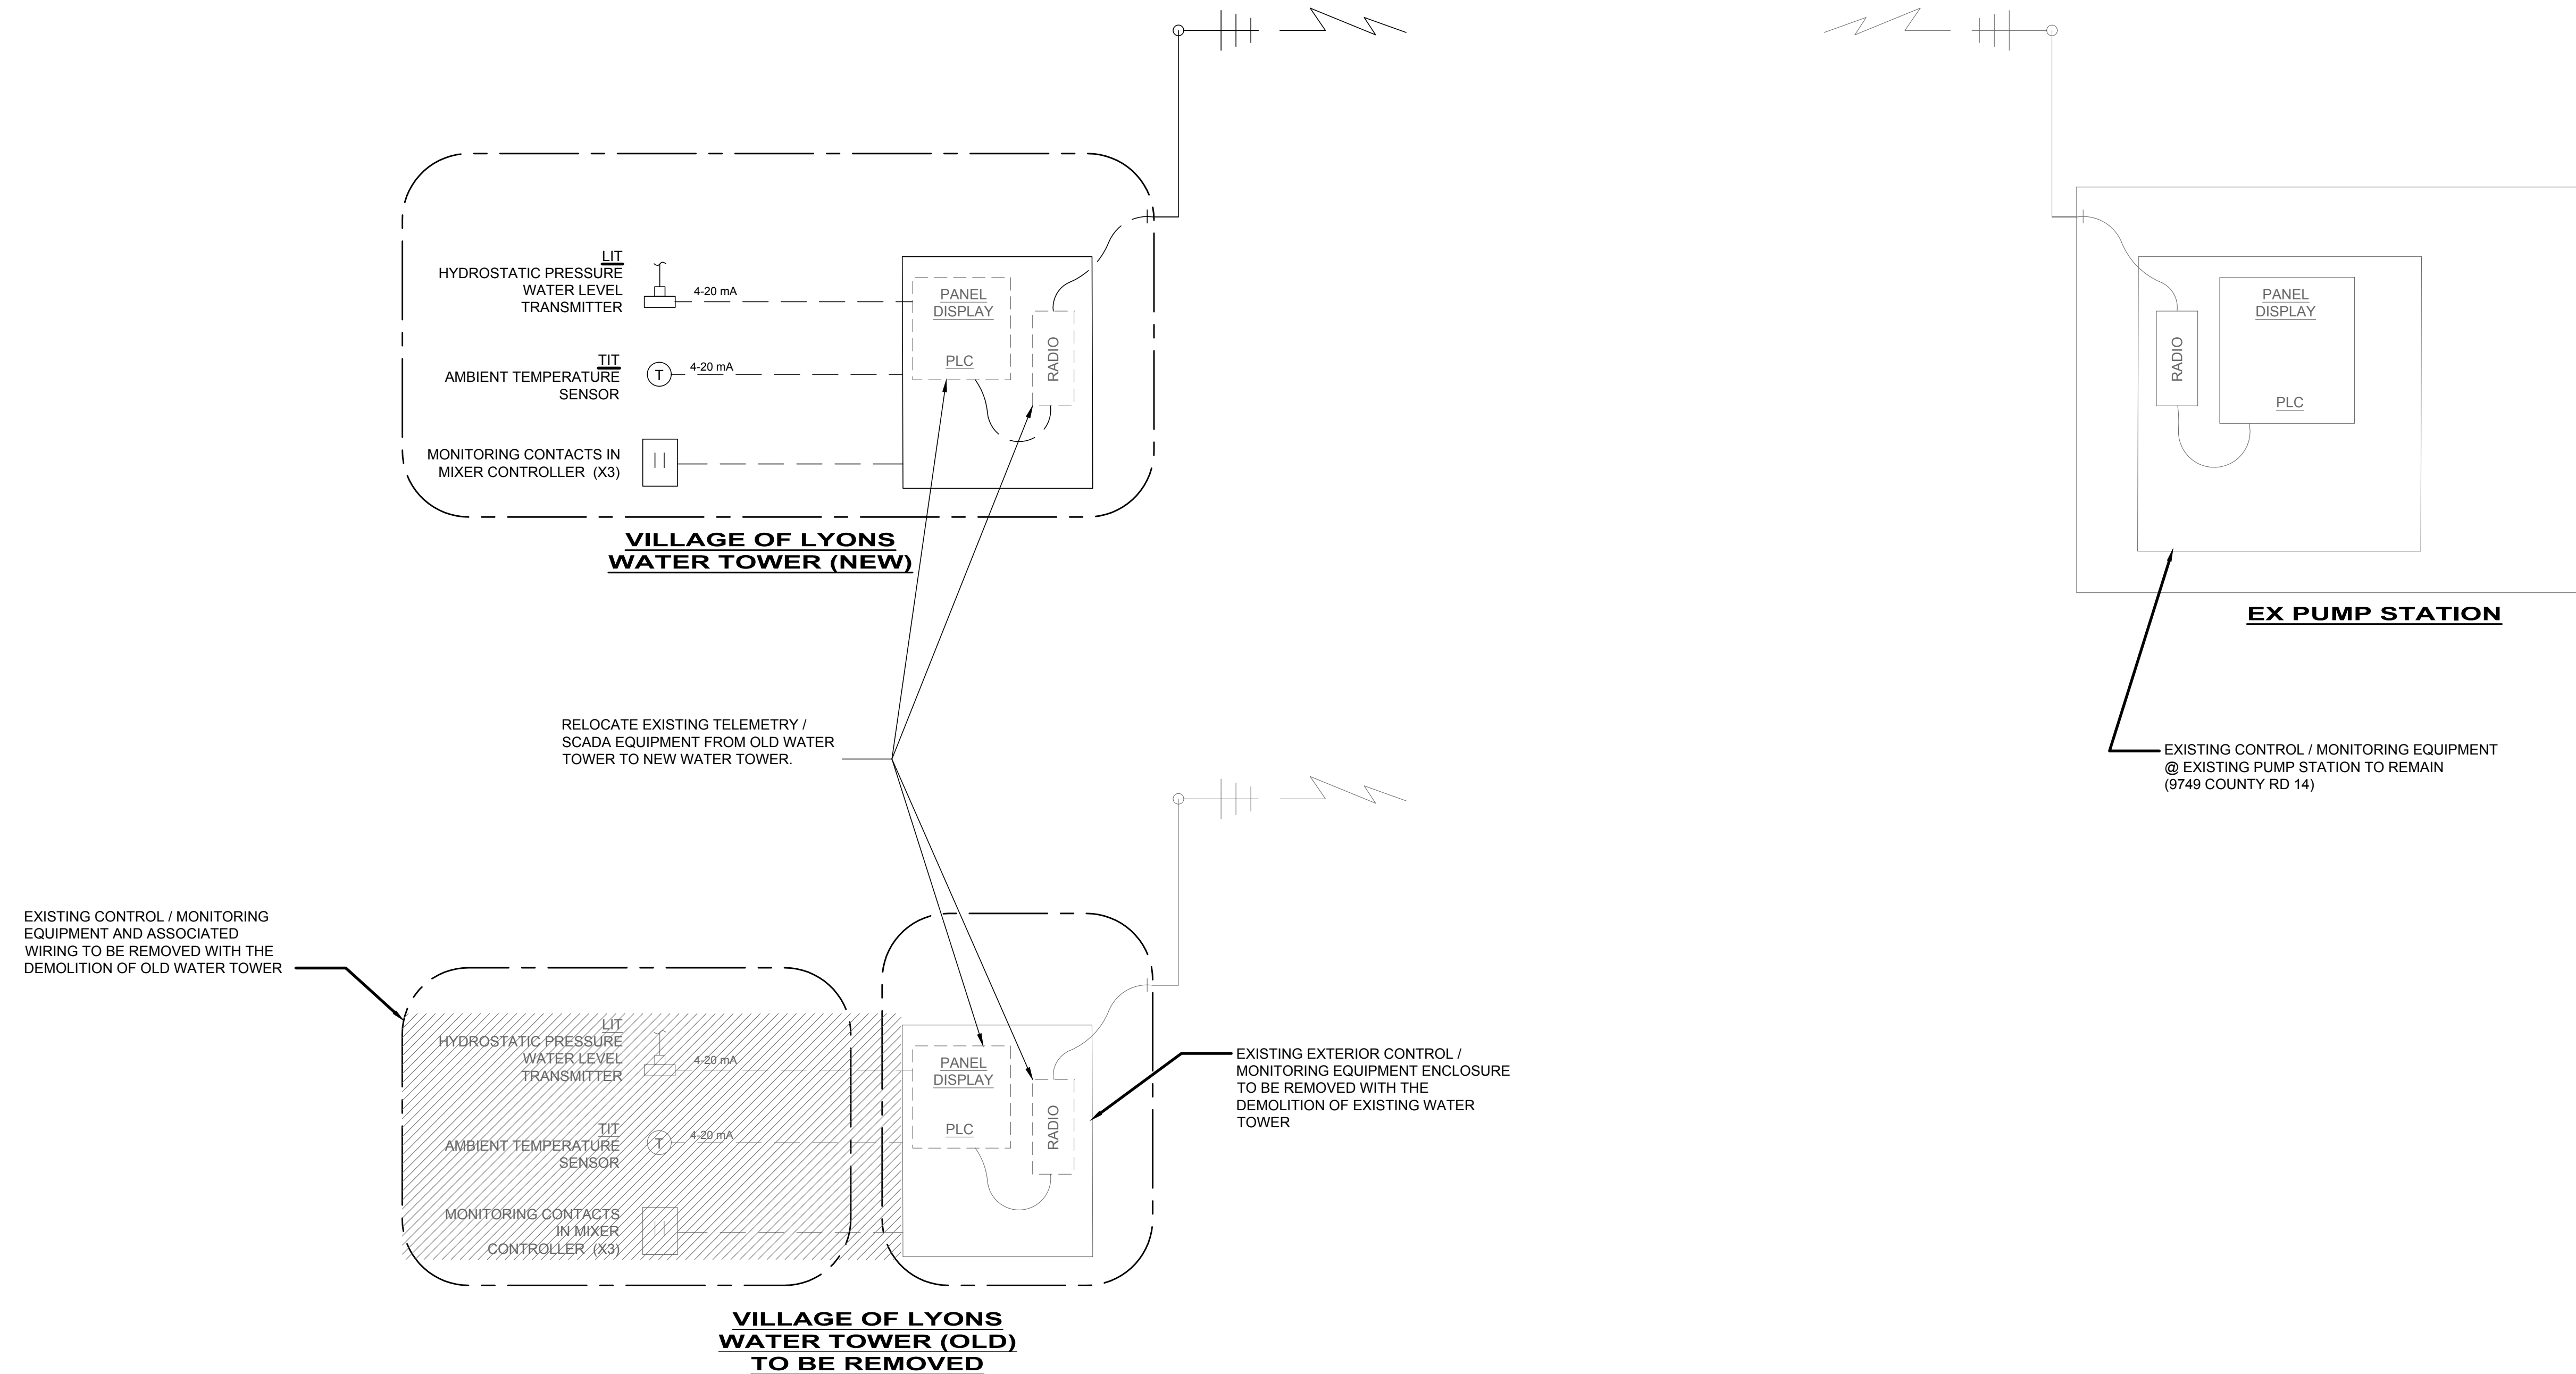 LIT
HYDROSTATIC PRESSURE
WATER LEVEL
TRANSMITTER
4-20 mA
TIT
AMBIENT TEMPERATURE
SENSOR
T
4-20 mA
MONITORING CONTACTS IN
MIXER CONTROLLER (X3)
PANEL
DISPLAY
PLC
RADIO
VILLAGE OF LYONS
WATER TOWER (NEW)
RADIO
PANEL
DISPLAY
PLC
EX PUMP STATION
EXISTING CONTROL / MONITORING EQUIPMENT
@ EXISTING PUMP STATION TO REMAIN
(9749 COUNTY RD 14)
RELOCATE EXISTING TELEMETRY /
SCADA EQUIPMENT FROM OLD WATER
TOWER TO NEW WATER TOWER.
EXISTING CONTROL / MONITORING
EQUIPMENT AND ASSOCIATED
WIRING TO BE REMOVED WITH THE
DEMOLITION OF OLD WATER TOWER
LIT
HYDROSTATIC PRESSURE
WATER LEVEL
TRANSMITTER
4-20 mA
TIT
AMBIENT TEMPERATURE
SENSOR
T
4-20 mA
MONITORING CONTACTS
IN MIXER
CONTROLLER (X3)
PANEL
DISPLAY
PLC
RADIO
EXISTING EXTERIOR CONTROL /
MONITORING EQUIPMENT ENCLOSURE
TO BE REMOVED WITH THE
DEMOLITION OF EXISTING WATER
TOWER
VILLAGE OF LYONS
WATER TOWER (OLD)
TO BE REMOVED